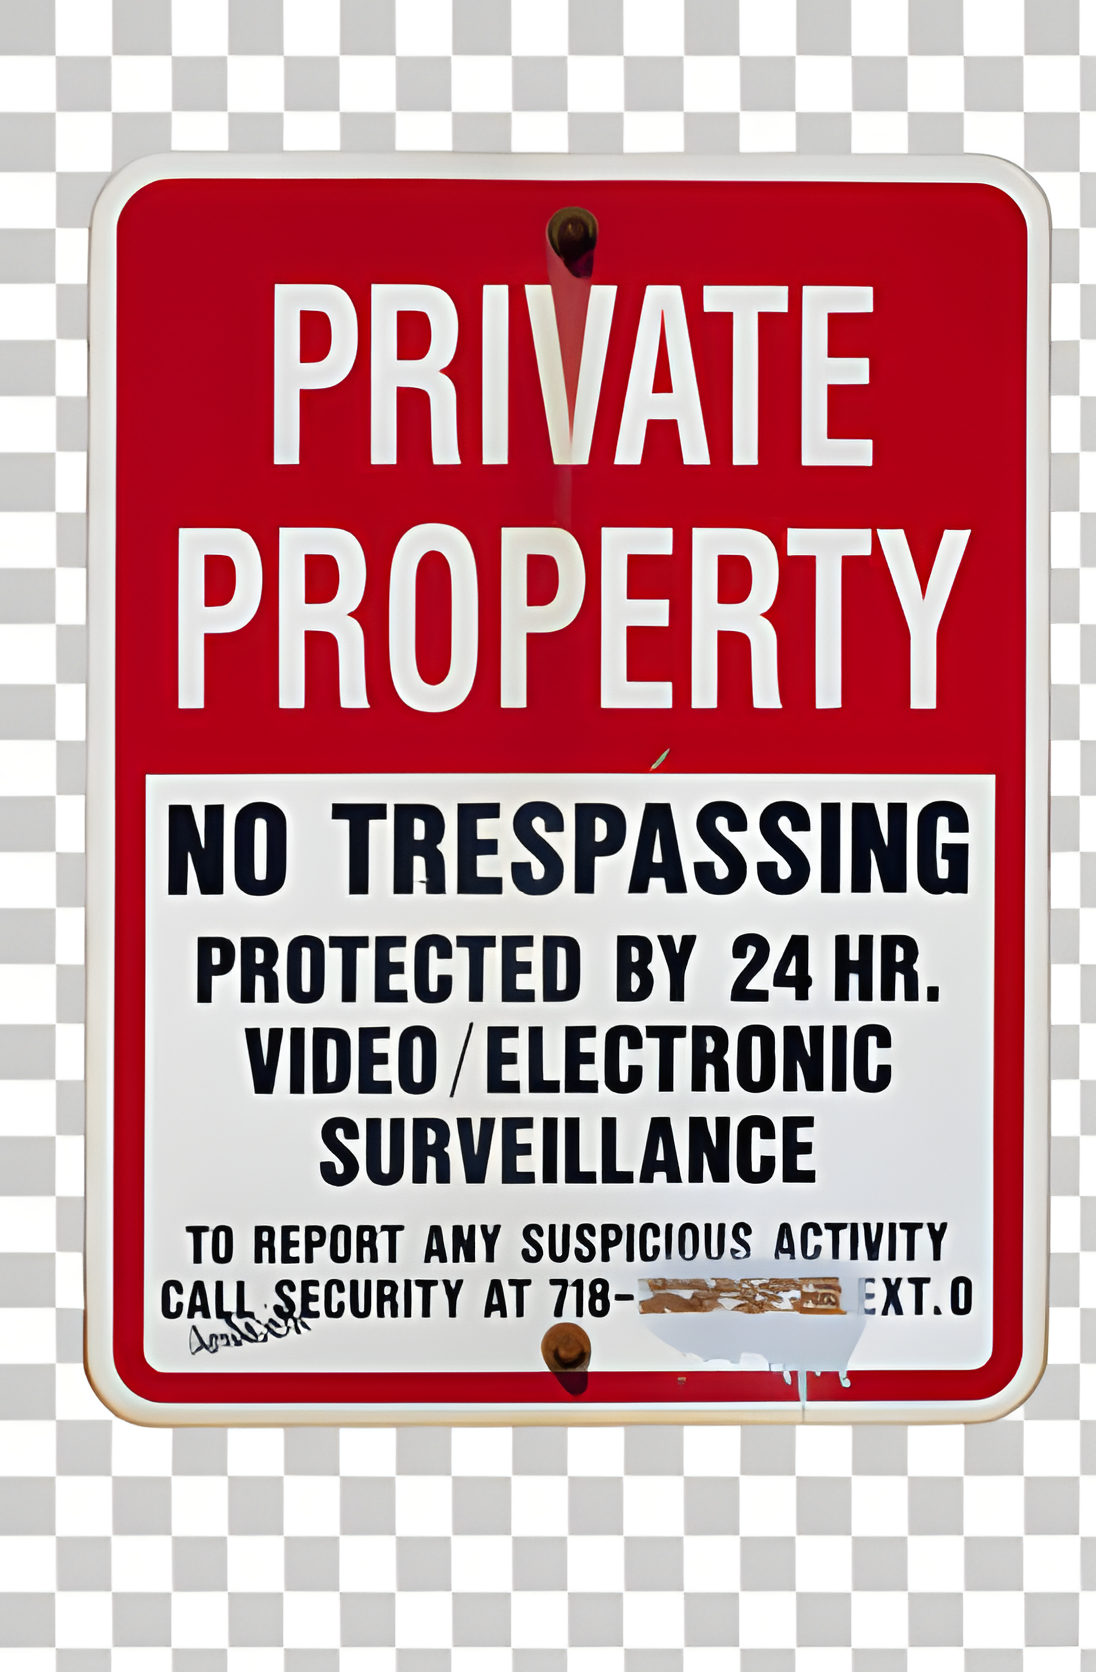 PRIVATE
PROPERTY
NO TRESPASSING
PROTECTED BY 24 HR.
VIDEO/ELECTRONIC
SURVEILLANCE
TO REPORT ANY SUSPICIOUS ACTIVITY
CALL SECURITY AT 718- EXT.0